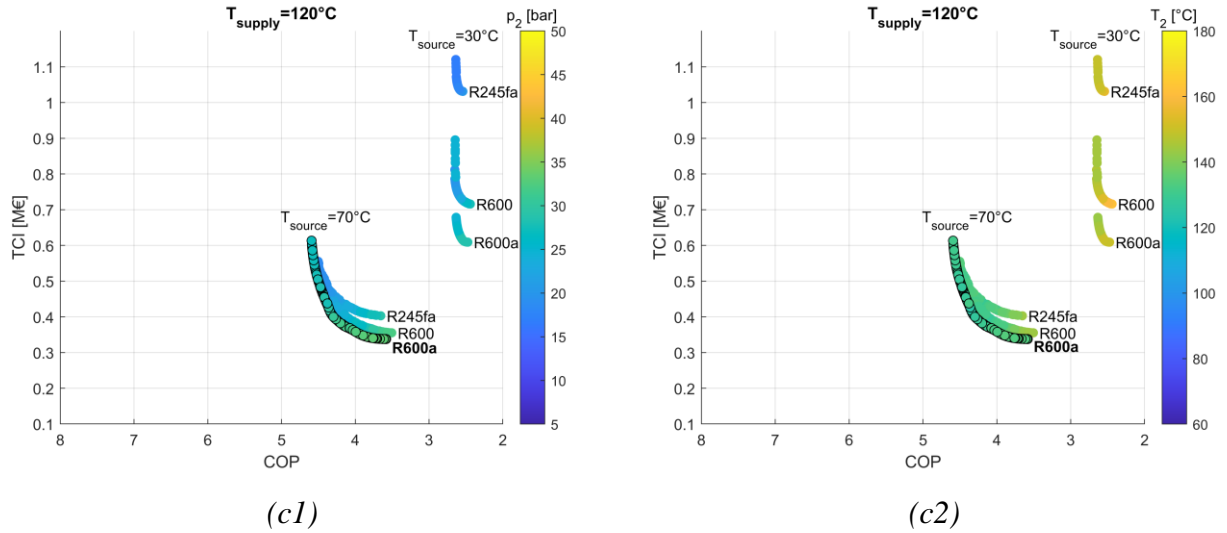 T_supply=120°C
p_2 [bar]
T_source=30°C
R245fa
R600
R600a
T_source=70°C
R245fa
R600
R600a
TCI [M€]
1.1
1
0.9
0.8
0.7
0.6
0.5
0.4
0.3
0.2
0.1
8 7 6 5 4 3 2
COP
50
45
40
35
30
25
20
15
10
5
(c1)
T_supply=120°C
T_2 [°C]
T_source=30°C
R245fa
R600
R600a
T_source=70°C
R245fa
R600
R600a
TCI [M€]
1.1
1
0.9
0.8
0.7
0.6
0.5
0.4
0.3
0.2
0.1
8 7 6 5 4 3 2
COP
180
160
140
120
100
80
60
(c2)